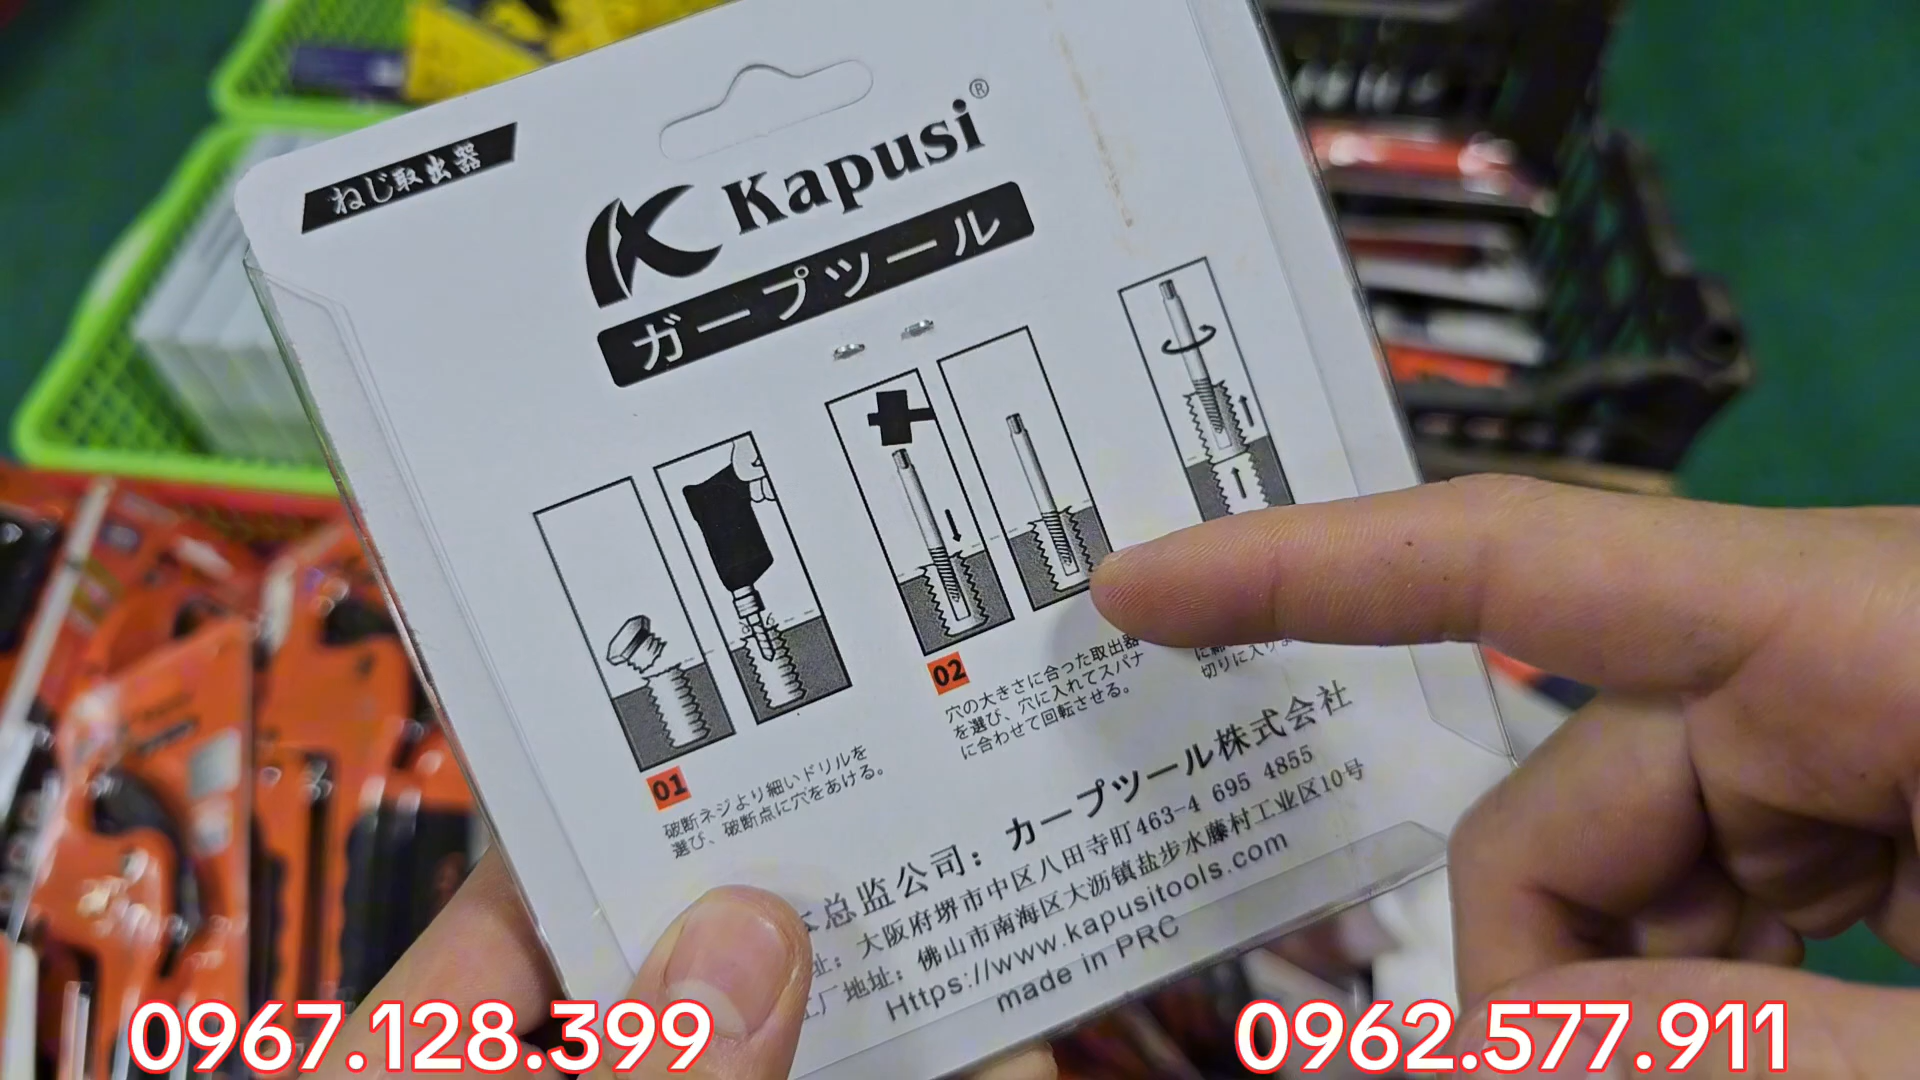 ねじ取出器
Kapusi®
ガープツール
01
破断ネジより細いドリルを
選び、破断点に穴をあける。
02
穴の大きさに合った取出器
を選び、穴に入れてスパナ
に合わせて回転させる。
切りに入りま
总监公司：カープツール株式会社
址：大阪府堺市中区八田寺町463-4 695 4855
厂地址：佛山市南海区大沥镇盐步水藤村工业区10号
Https://www.kapusitools.com
made in PRC
0967.128.399
0962.577.911